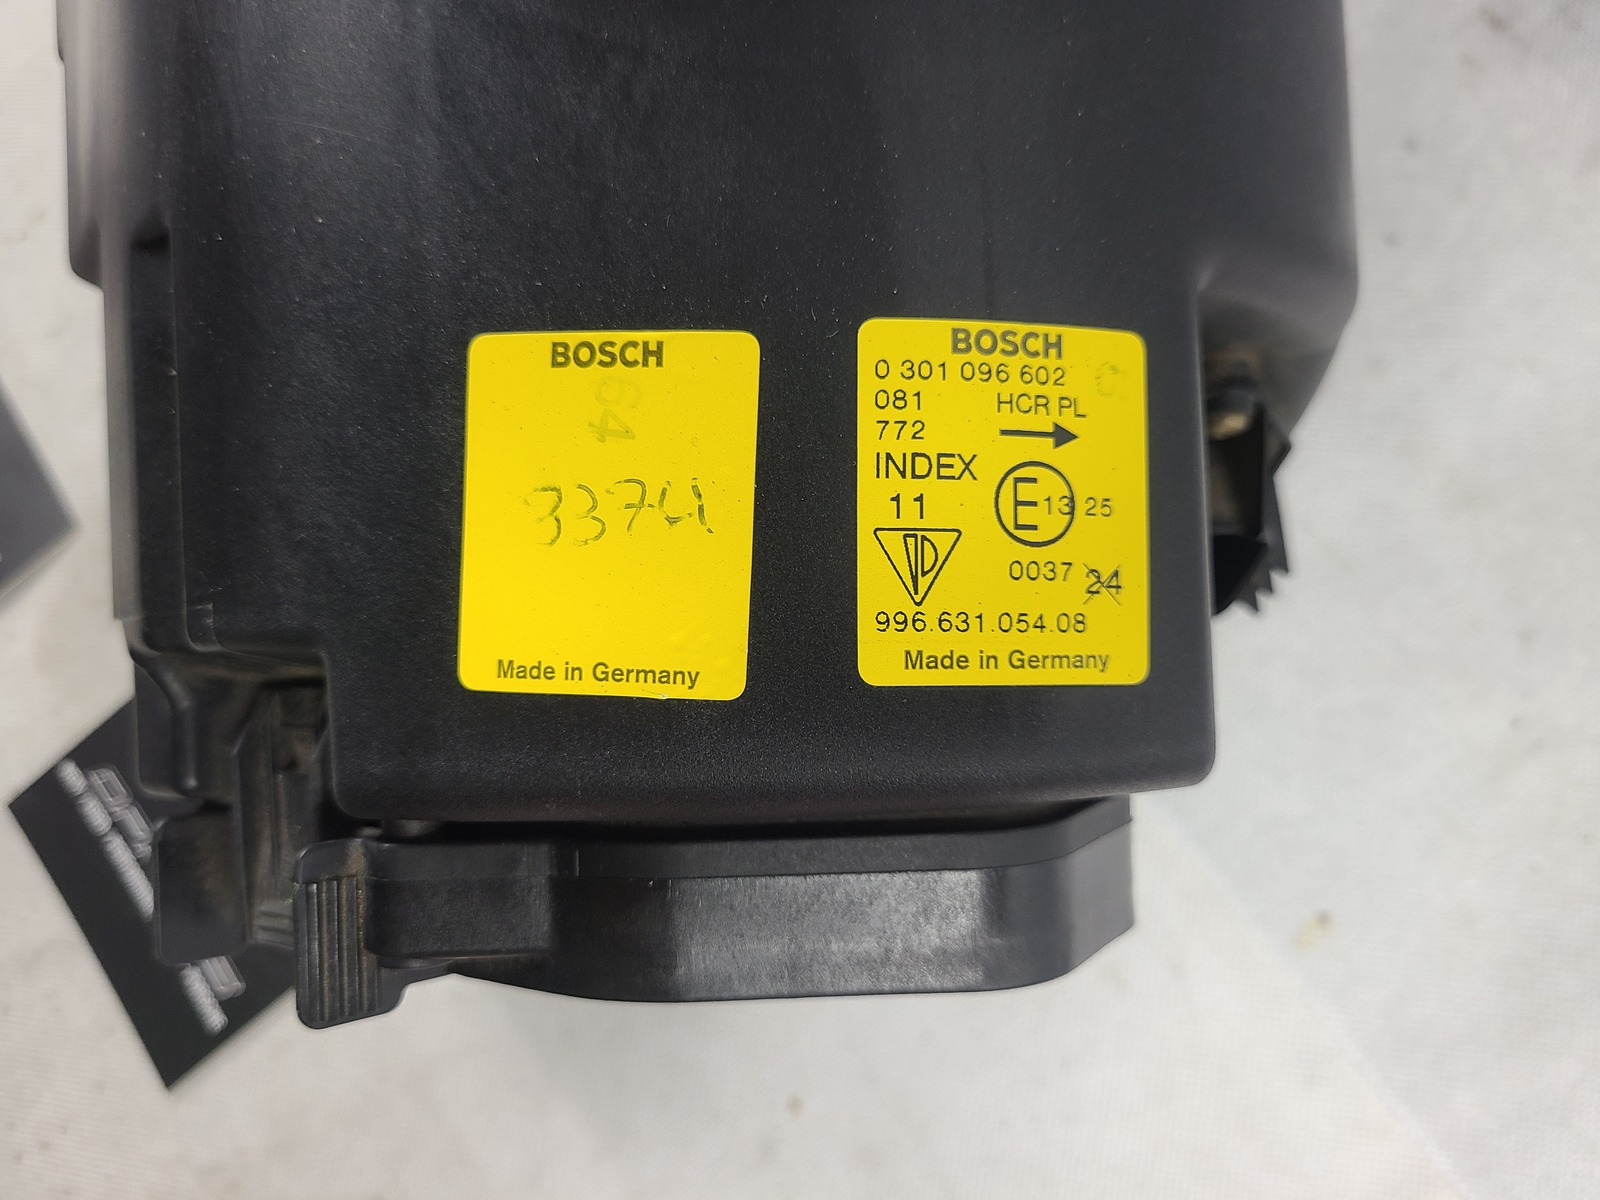 BOSCH
64
3374
Made in Germany
BOSCH
0 301 096 602
081 HCR PL
772
INDEX
11
E 13 25
0037 24
996.631.054.08
Made in Germany